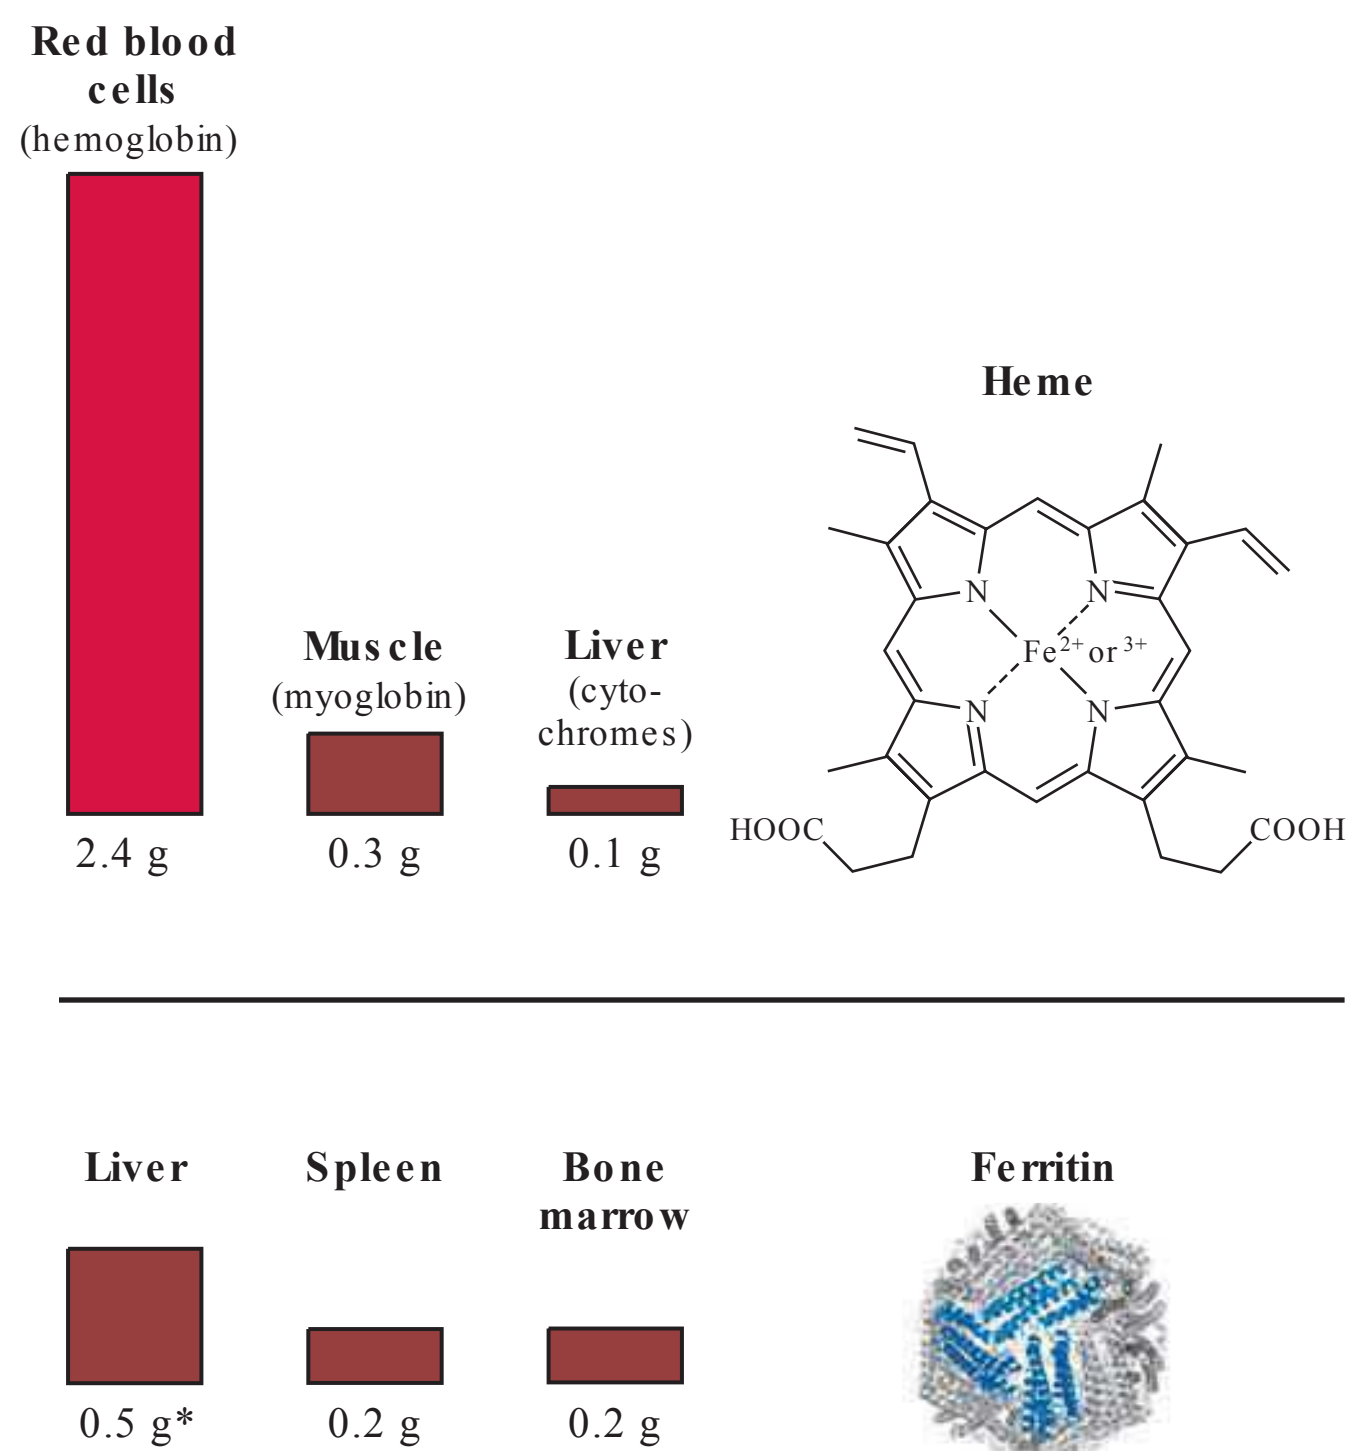 Red blood
cells
(hemoglobin)
Muscle
(myoglobin)
Liver
(cyto-
chromes)
2.4 g
0.3 g
0.1 g
Heme
N
N
Fe2+ or 3+
N
N
HOOC
COOH
Liver
Spleen
Bone
marrow
Ferritin
0.5 g*
0.2 g
0.2 g